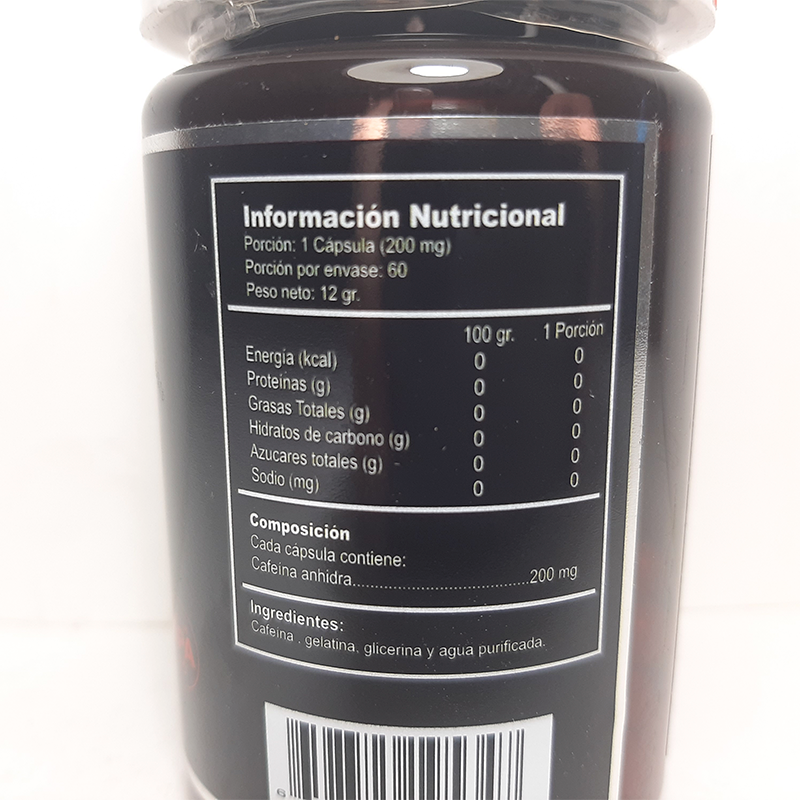 Información Nutricional
Porción: 1 Cápsula (200 mg)
Porción por envase: 60
Peso neto: 12 gr.
100 gr. 1 Porción
Energía (kcal) 0 0
Proteínas (g) 0 0
Grasas Totales (g) 0 0
Hidratos de carbono (g) 0 0
Azucares totales (g) 0 0
Sodio (mg) 0 0
Composición
Cada cápsula contiene:
Cafeína anhidra...............................200 mg
Ingredientes:
Cafeína , gelatina, glicerina y agua purificada.